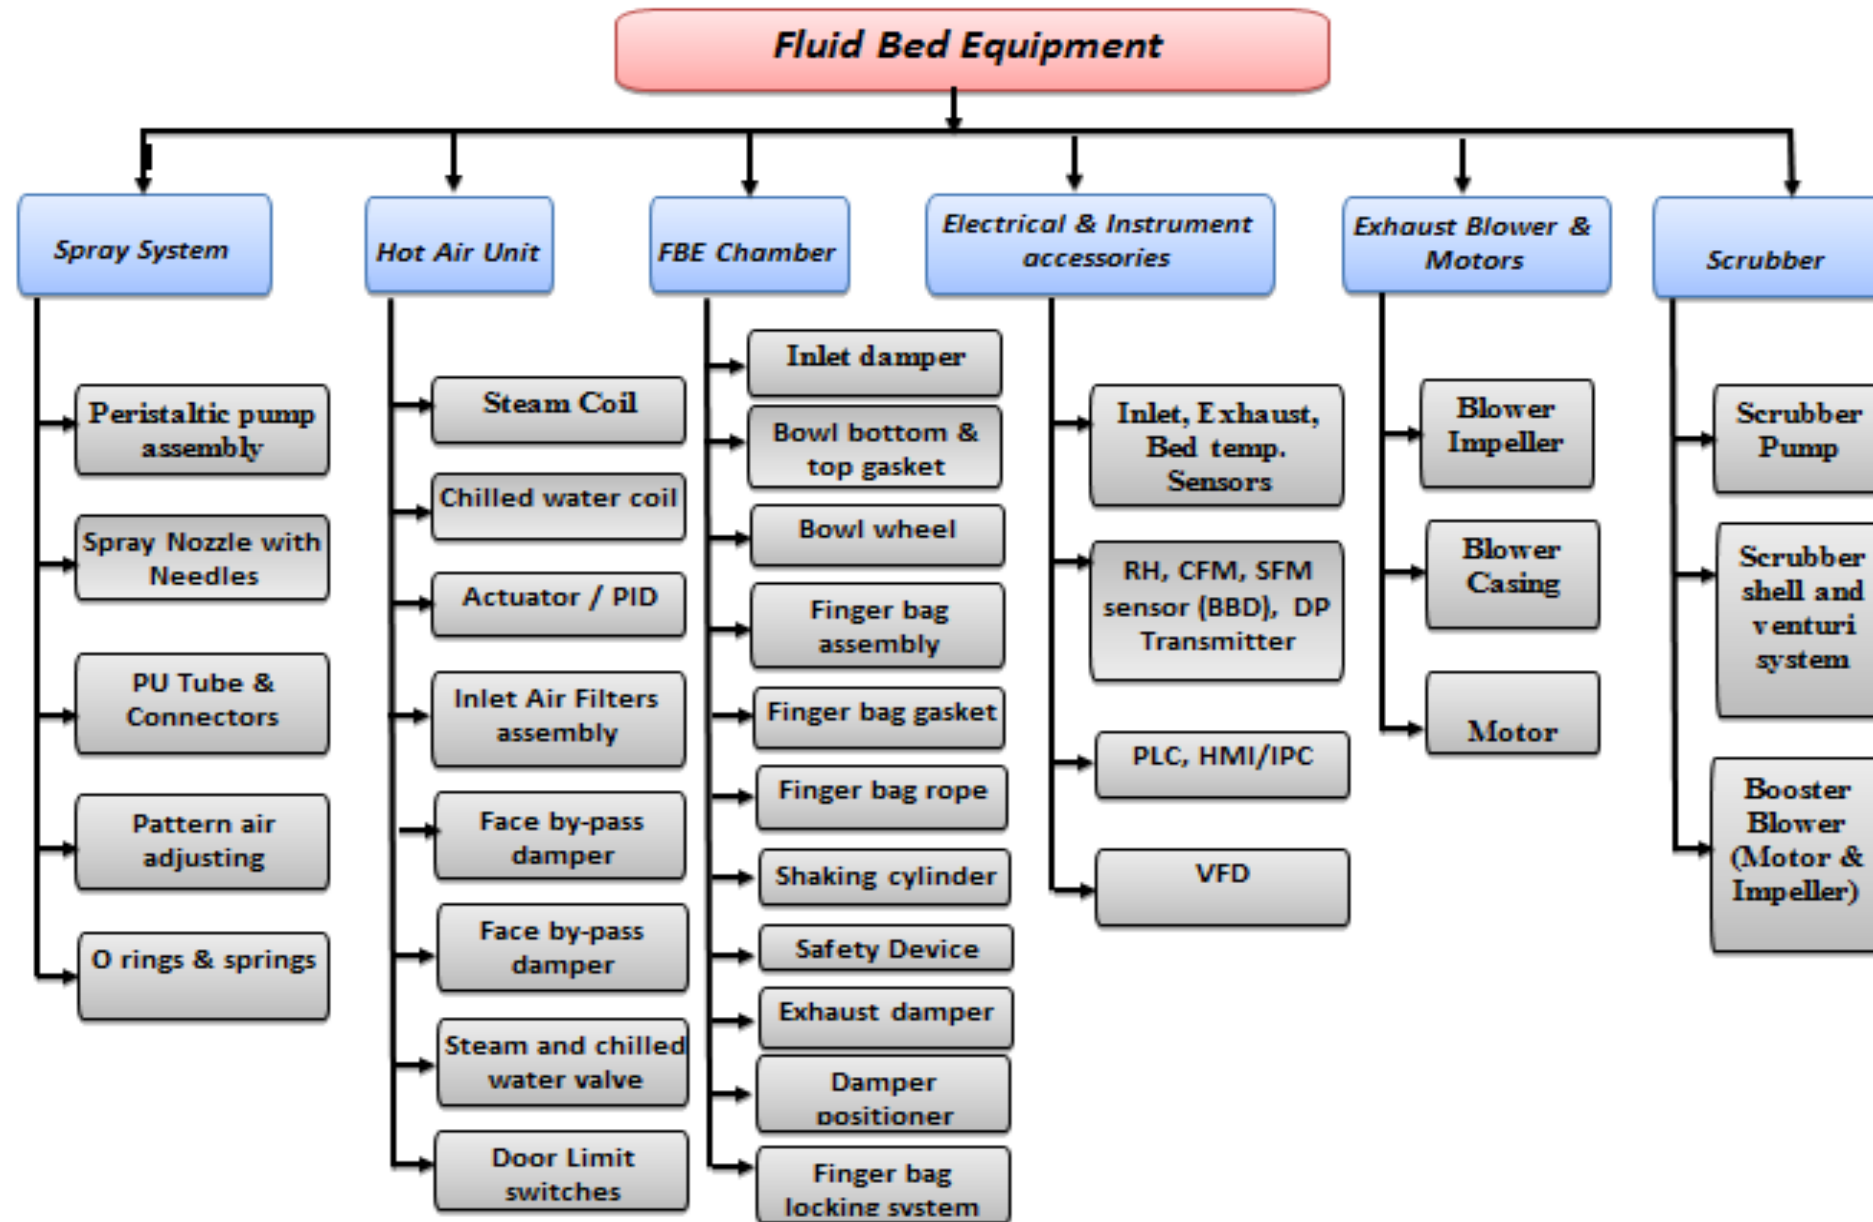 Fluid Bed Equipment
Spray System
Peristaltic pump
assembly
Spray Nozzle with
Needles
PU Tube &
Connectors
Pattern air
adjusting
O rings & springs
Hot Air Unit
Steam Coil
Chilled water coil
Actuator / PID
Inlet Air Filters
assembly
Face by-pass
damper
Face by-pass
damper
Steam and chilled
water valve
Door Limit
switches
FBE Chamber
Inlet damper
Bowl bottom &
top gasket
Bowl wheel
Finger bag
assembly
Finger bag gasket
Finger bag rope
Shaking cylinder
Safety Device
Exhaust damper
Damper
positioner
Finger bag
locking system
Electrical & Instrument
accessories
Inlet, Exhaust,
Bed temp.
Sensors
RH, CFM, SFM
sensor (BBD), DP
Transmitter
PLC, HMI/IPC
VFD
Exhaust Blower &
Motors
Blower
Impeller
Blower
Casing
Motor
Scrubber
Scrubber
Pump
Scrubber
shell and
venturi
system
Booster
Blower
(Motor &
Impeller)